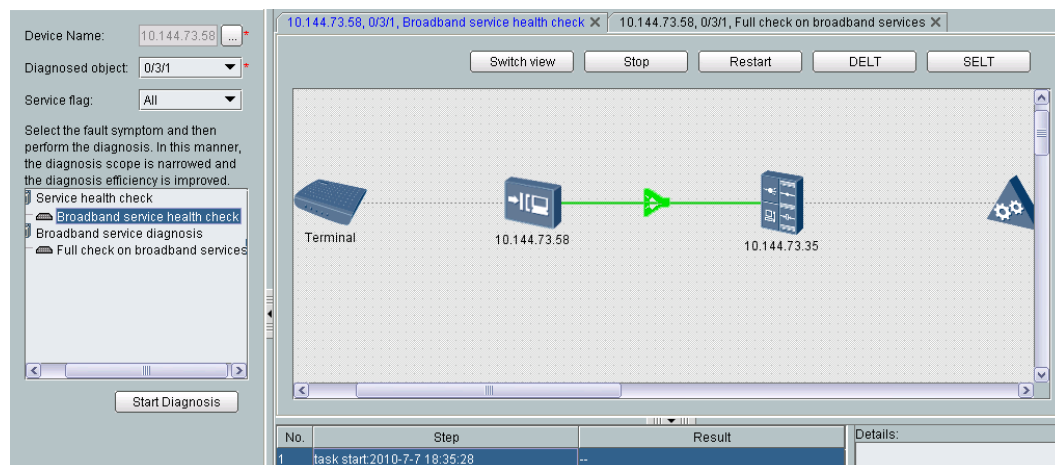 Device Name:
10.144.73.58
...
*
Diagnosed object:
0/3/1
*
Service flag:
All
Select the fault symptom and then
perform the diagnosis. In this manner,
the diagnosis scope is narrowed and
the diagnosis efficiency is improved.
Service health check
Broadband service health check
Broadband service diagnosis
Full check on broadband services
Start Diagnosis
10.144.73.58, 0/3/1, Broadband service health check
10.144.73.58, 0/3/1, Full check on broadband services
Switch view
Stop
Restart
DELT
SELT
Terminal
10.144.73.58
10.144.73.35
No.
Step
Result
1
task start:2010-7-7 18:35:28
--
Details: